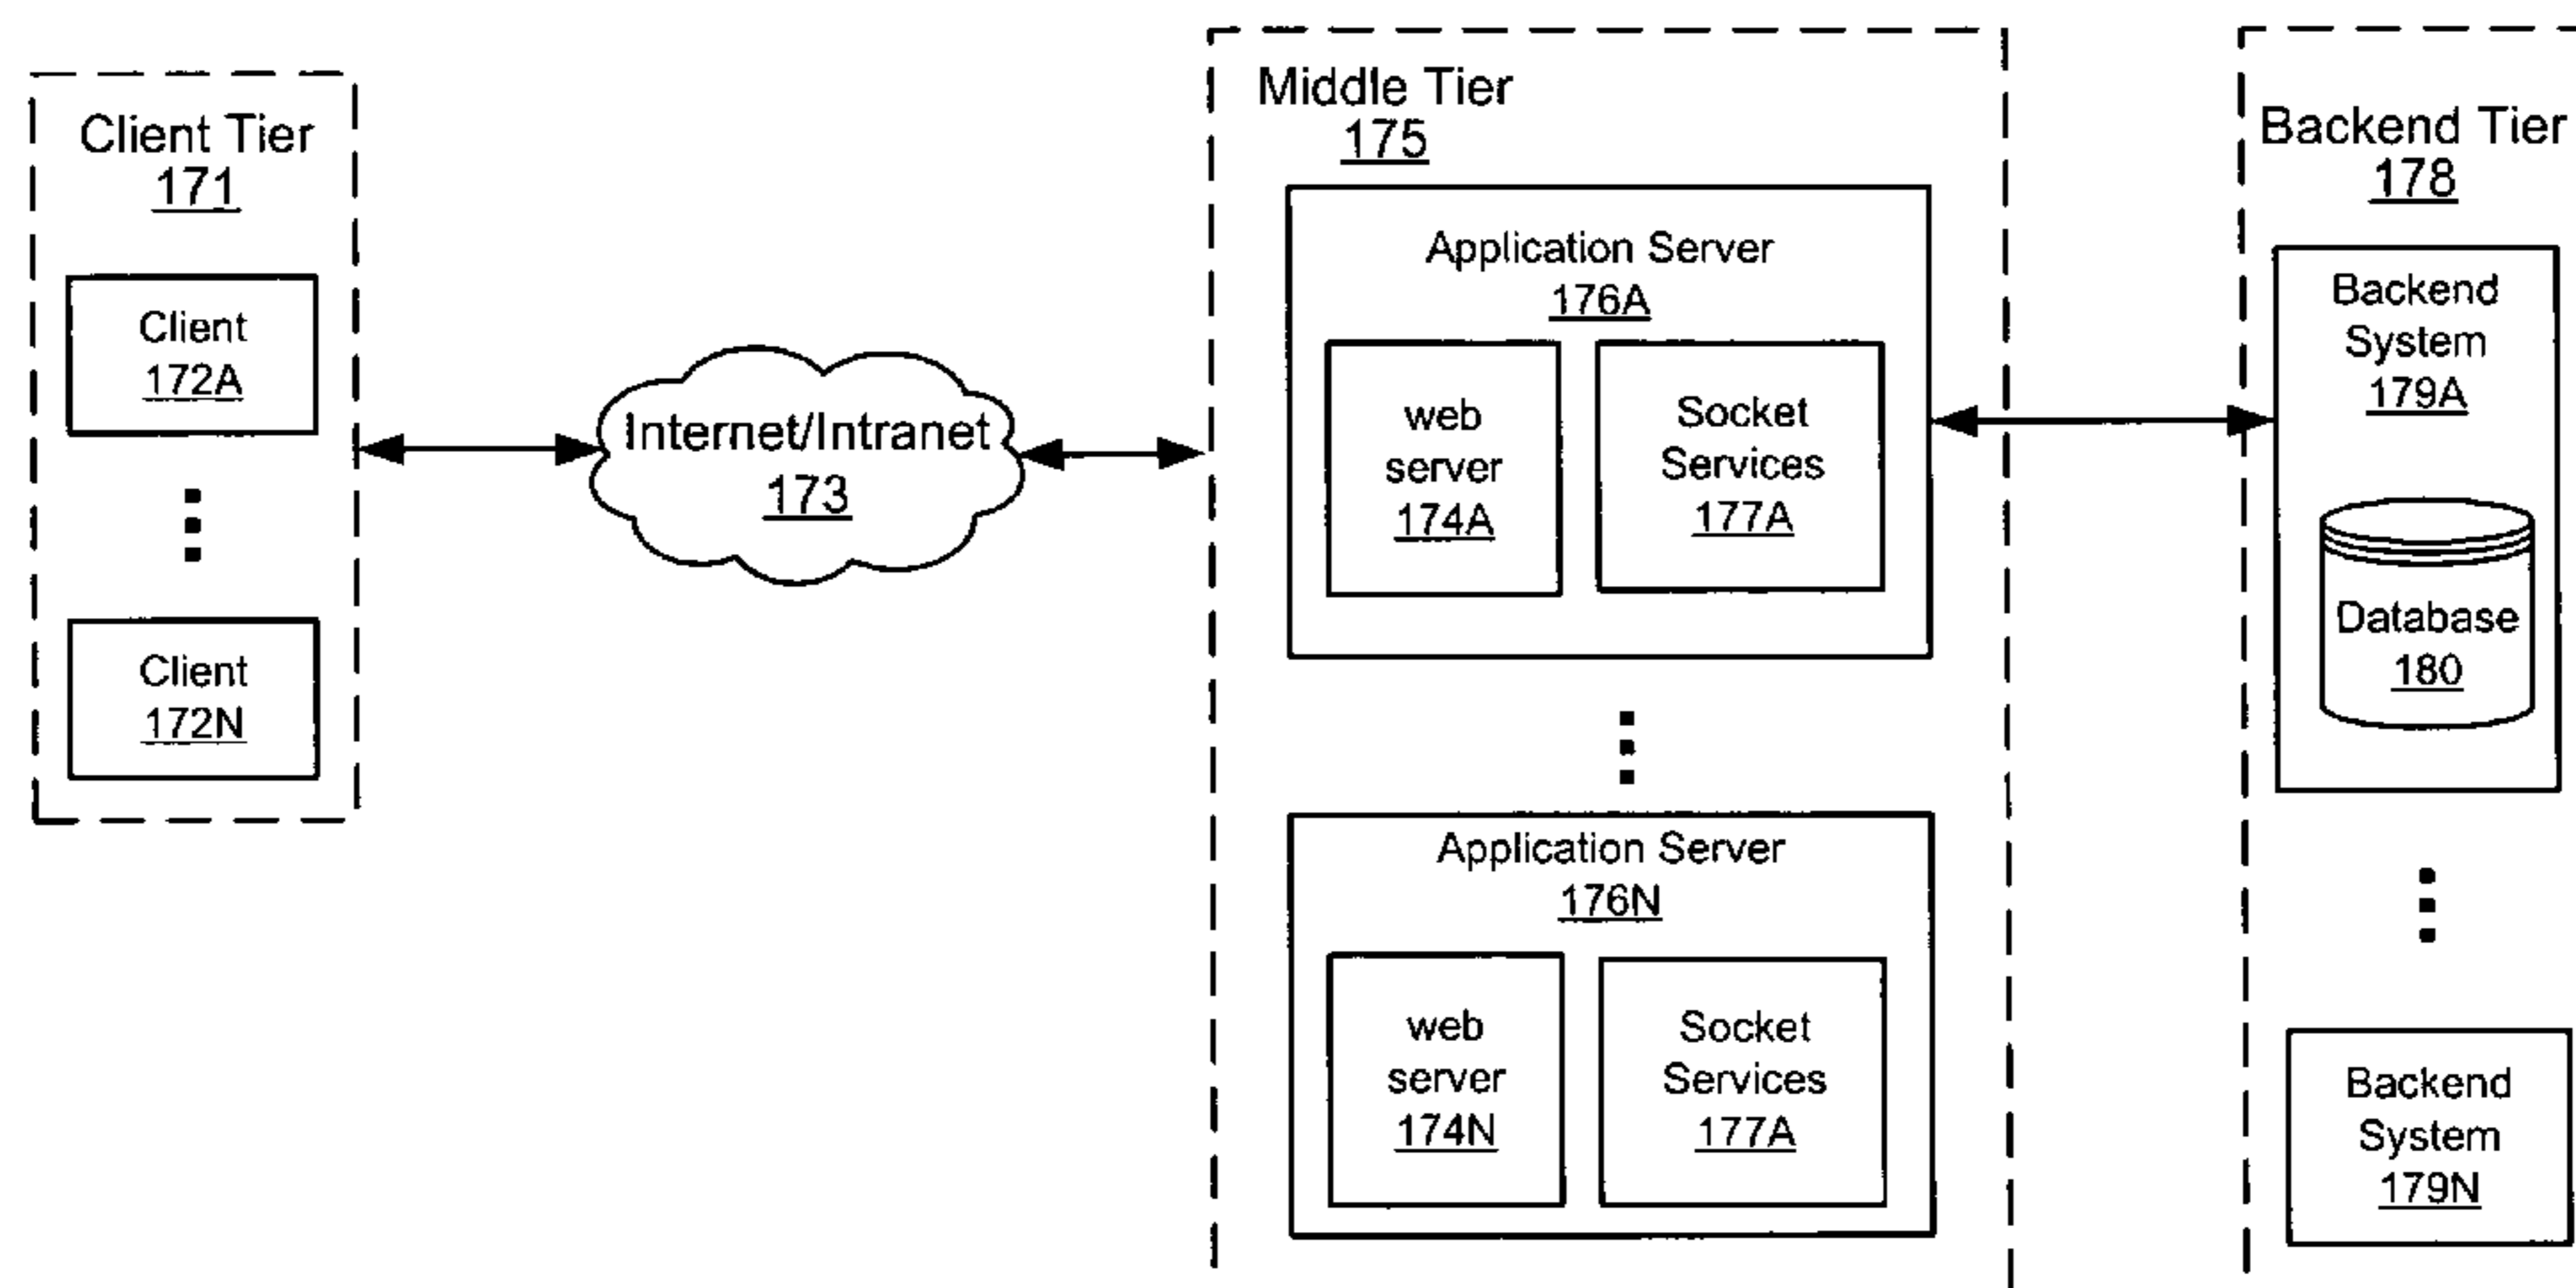 Client Tier
171
Client
172A
Client
172N
Internet/Intranet
173
Middle Tier
175
Application Server
176A
web
server
174A
Socket
Services
177A
Application Server
176N
web
server
174N
Socket
Services
177A
Backend Tier
178
Backend
System
179A
Database
180
Backend
System
179N